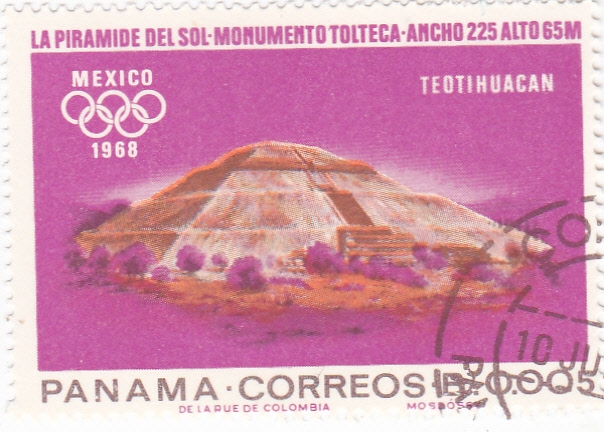 LA PIRAMIDE DEL SOL·MONUMENTO TOLTECA·ANCHO 225 ALTO 65M
MEXICO
TEOTIHUACAN
1968
10 JU
PANAMA·CORREOS B/.0.005
DE LA RUE DE COLOMBIA